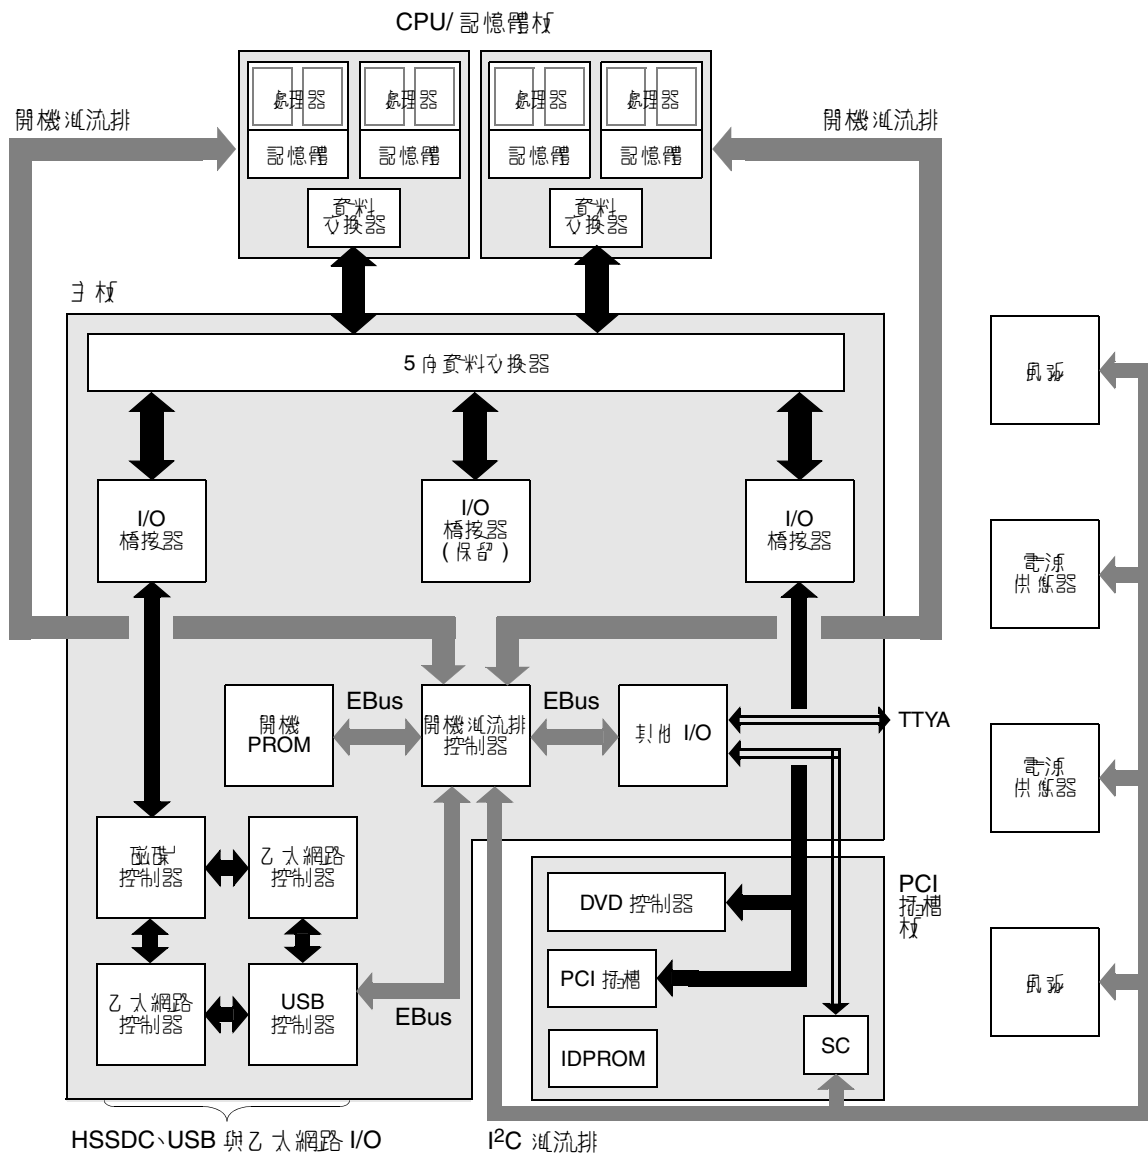 CPU/ 記憶體板
處理器
處理器
處理器
處理器
開機匯流排
開機匯流排
記憶體
記憶體
記憶體
記憶體
資料
交換器
資料
交換器
主板
5 向資料交換器
風扇
I/O
橋接器
I/O
橋接器
(保留)
I/O
橋接器
電源
供應器
EBus
EBus
開機
PROM
開機匯流排
控制器
其他 I/O
TTYA
電源
供應器
磁碟
控制器
乙太網路
控制器
DVD 控制器
PCI
插槽
板
PCI 插槽
風扇
乙太網路
控制器
USB
控制器
EBus
IDPROM
SC
HSSDC、USB 與乙太網路 I/O
I²C 匯流排